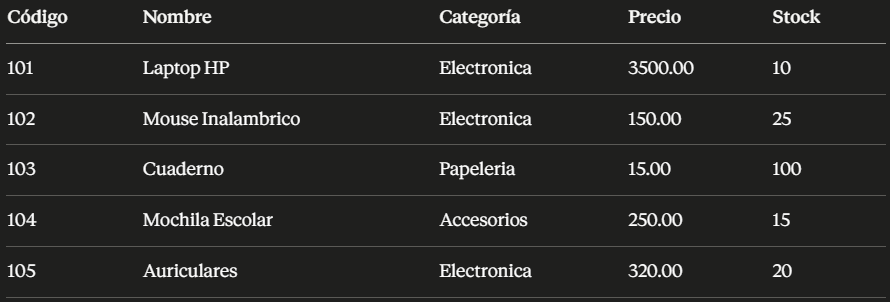 Código Nombre Categoría Precio Stock
101 Laptop HP Electronica 3500.00 10
102 Mouse Inalambrico Electronica 150.00 25
103 Cuaderno Papeleria 15.00 100
104 Mochila Escolar Accesorios 250.00 15
105 Auriculares Electronica 320.00 20